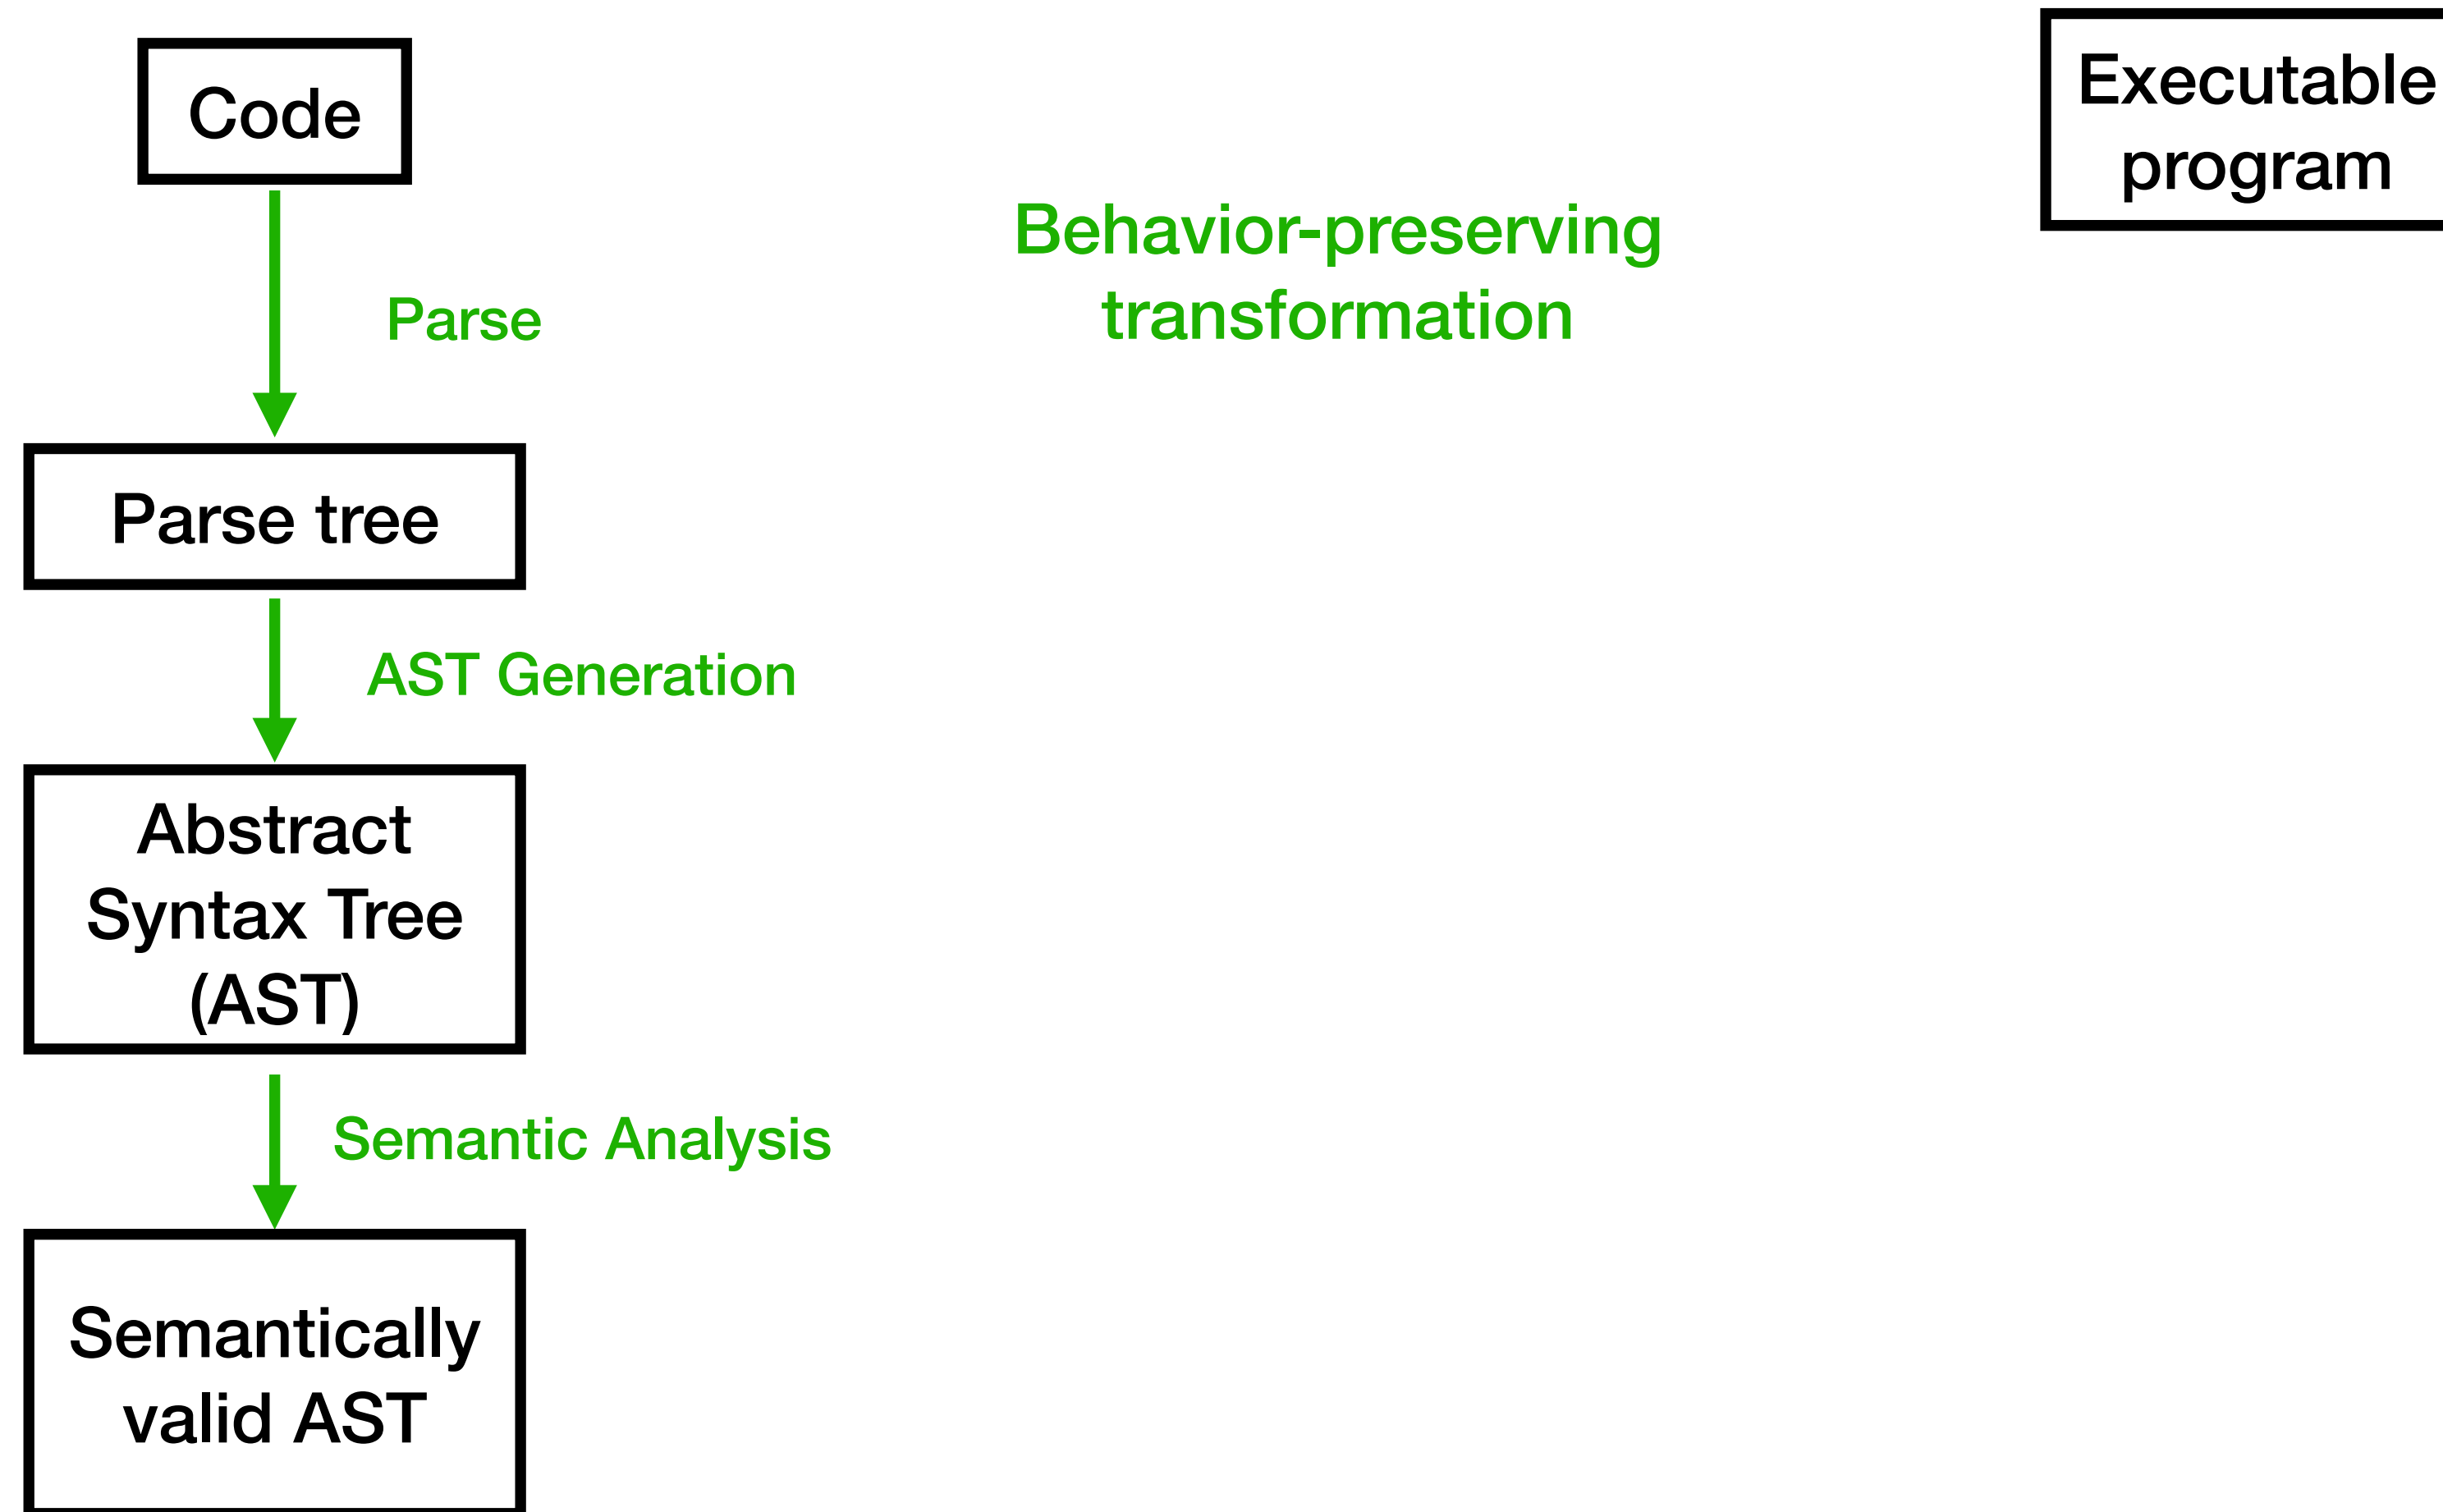 Code
Executable
program
Behavior-preserving
transformation
Parse
Parse tree
AST Generation
Abstract
Syntax Tree
(AST)
Semantic Analysis
Semantically
valid AST